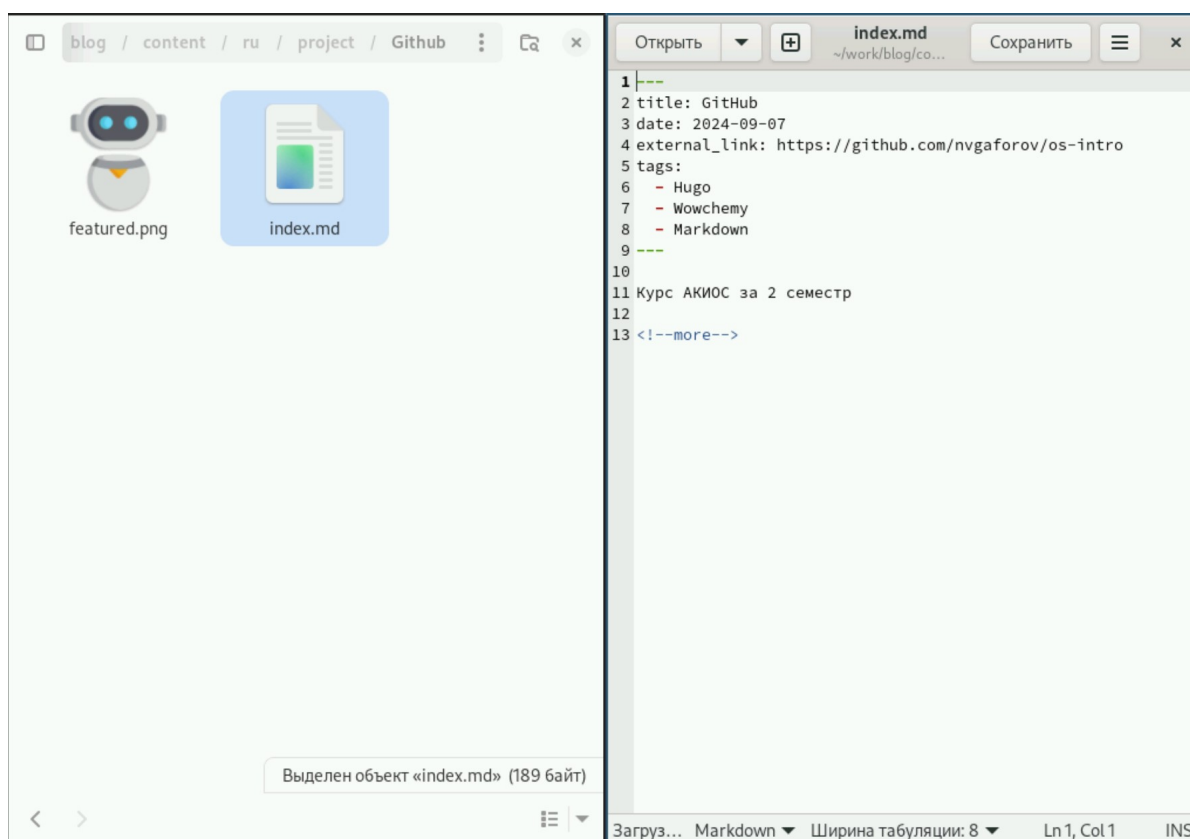 blog / content / ru / project / Github
featured.png
index.md
Выделен объект «index.md» (189 байт)
Открыть
index.md
~/work/blog/co...
Сохранить
1 ---
2 title: GitHub
3 date: 2024-09-07
4 external_link: https://github.com/nvgaforov/os-intro
5 tags:
6   - Hugo
7   - Wowchemy
8   - Markdown
9 ---
10
11 Курс АКИОС за 2 семестр
12
13 <!--more-->
Загруз... Markdown Ширина табуляции: 8 Ln 1, Col 1 INS